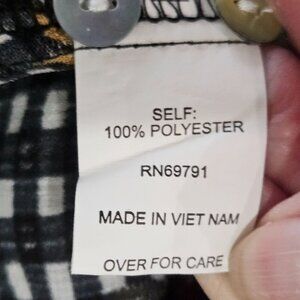 SELF:
100% POLYESTER
RN69791
MADE IN VIET NAM
OVER FOR CARE